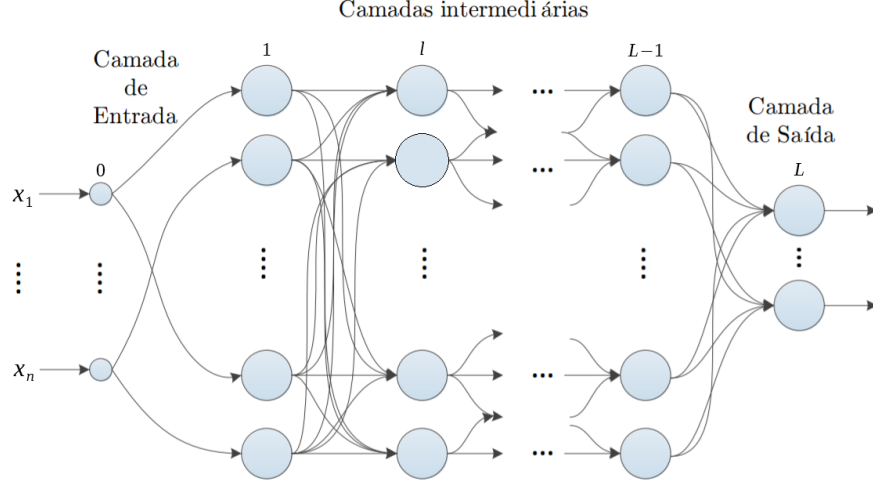 Camadas intermedi árias
1
l
L−1
Camada
de
Entrada
Camada
de Saída
0
L
x1
xn